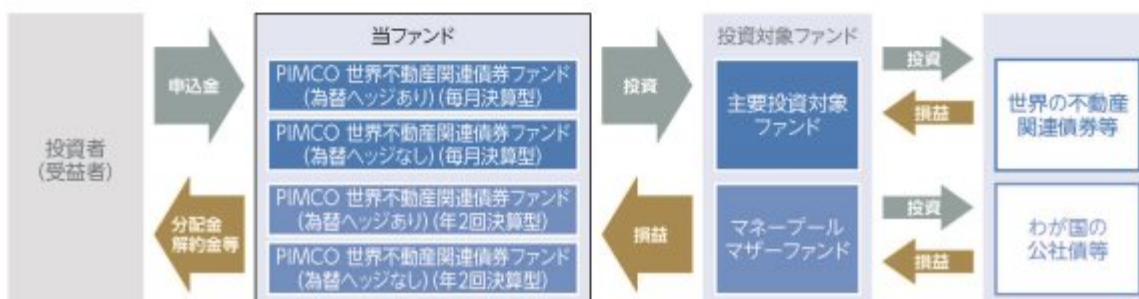 投資者
(受益者)
申込金
分配金
解約金等
当ファンド
PIMCO 世界不動産関連債券ファンド
(為替ヘッジあり)(毎月決算型)
PIMCO 世界不動産関連債券ファンド
(為替ヘッジなし)(毎月決算型)
PIMCO 世界不動産関連債券ファンド
(為替ヘッジあり)(年2回決算型)
PIMCO 世界不動産関連債券ファンド
(為替ヘッジなし)(年2回決算型)
投資
損益
投資対象ファンド
主要投資対象
ファンド
マネープール
マザーファンド
投資
損益
投資
損益
世界の不動産
関連債券等
わが国の
公社債等